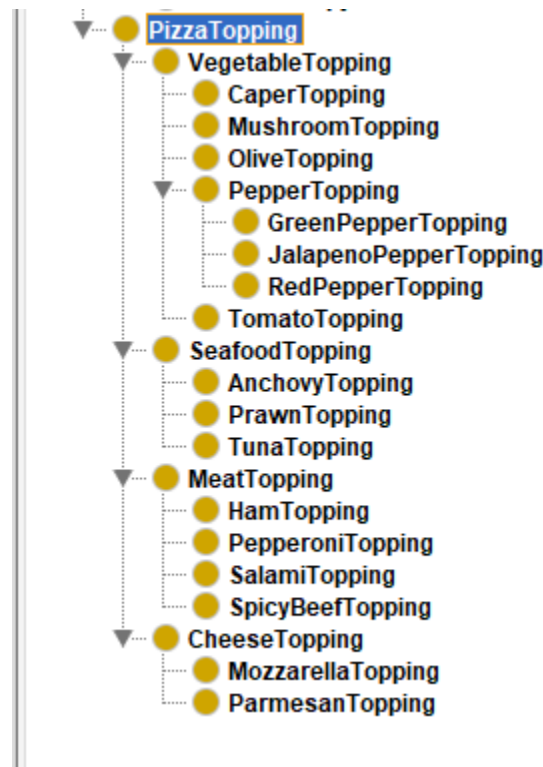 PizzaTopping
VegetableTopping
CaperTopping
MushroomTopping
OliveTopping
PepperTopping
GreenPepperTopping
JalapenoPepperTopping
RedPepperTopping
TomatoTopping
SeafoodTopping
AnchovyTopping
PrawnTopping
TunaTopping
MeatTopping
HamTopping
PepperoniTopping
SalamiTopping
SpicyBeefTopping
CheeseTopping
MozzarellaTopping
ParmesanTopping